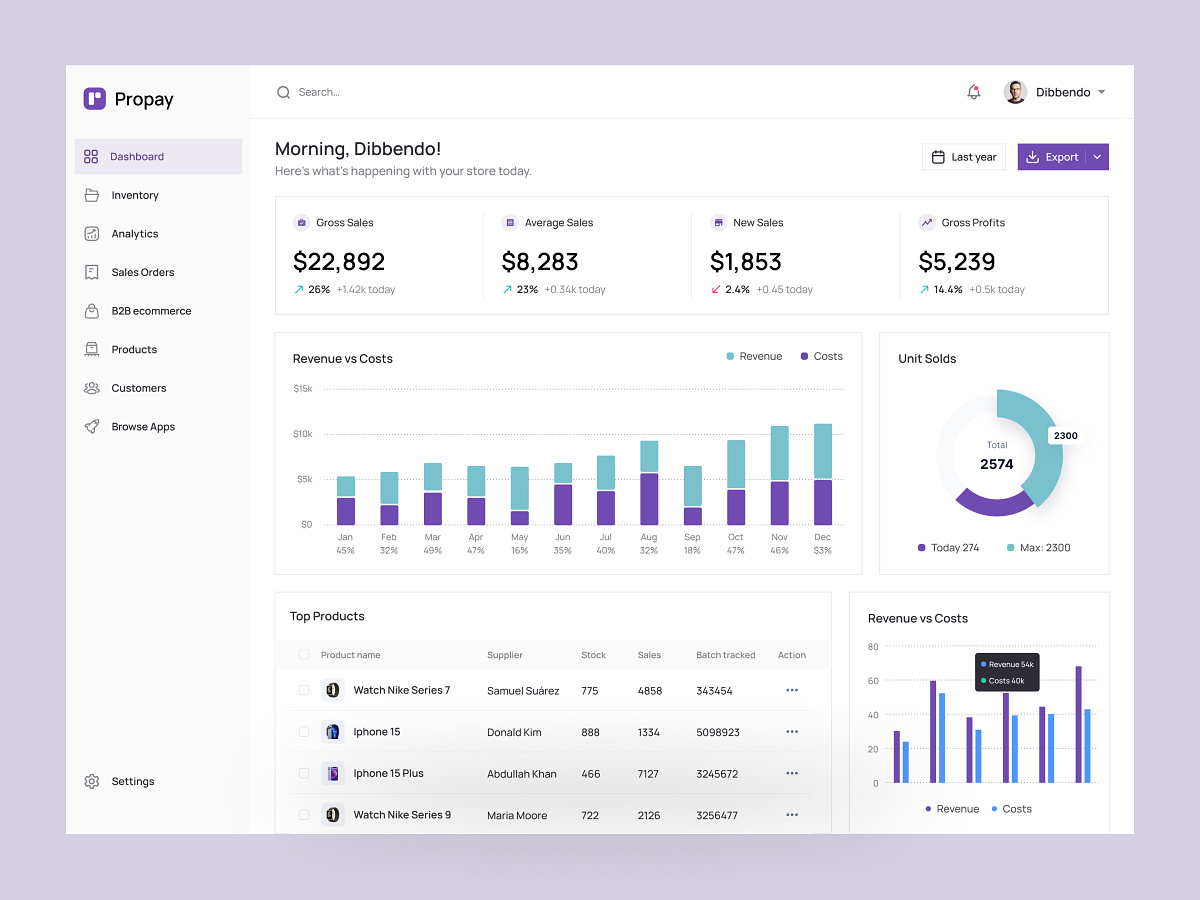 Propay
Search...
Dibbendo
Dashboard
Inventory
Analytics
Sales Orders
B2B ecommerce
Products
Customers
Browse Apps
Settings
Morning, Dibbendo!
Here's what's happening with your store today.
Last year
Export
Gross Sales
$22,892
26% +1.42k today
Average Sales
$8,283
23% +0.34k today
New Sales
$1,853
2.4% +0.45 today
Gross Profits
$5,239
14.4% +0.5k today
Revenue vs Costs
Revenue Costs
$15k
$10k
$5k
$0
Jan Feb Mar Apr May Jun Jul Aug Sep Oct Nov Dec
45% 32% 49% 47% 16% 35% 40% 32% 18% 47% 46% $3%
Unit Solds
2300
Total
2574
Today 274 Max: 2300
Top Products
Product name Supplier Stock Sales Batch tracked Action
Watch Nike Series 7 Samuel Suárez 775 4858 343454
Iphone 15 Donald Kim 888 1334 5098923
Iphone 15 Plus Abdullah Khan 466 7127 3245672
Watch Nike Series 9 Maria Moore 722 2126 3256477
Revenue vs Costs
80
60
40
20
0
Revenue 54k
Costs 40k
Revenue Costs